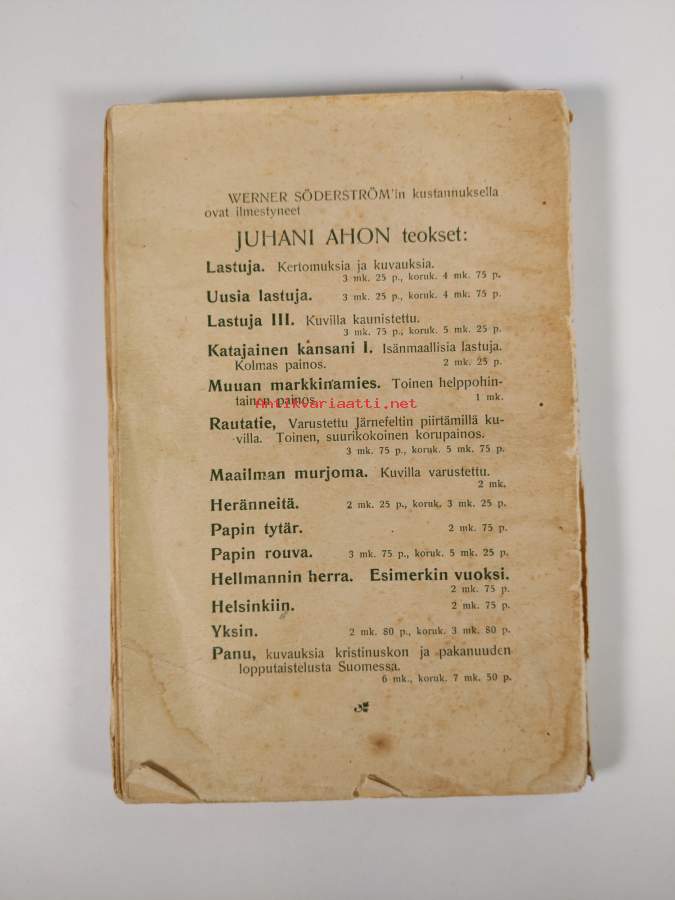 WERNER SÖDERSTRÖM'in kustannuksella
ovat ilmestyneet
JUHANI AHON teokset:
Lastuja. Kertomuksia ja kuvauksia.
3 mk. 25 p., koruk. 4 mk. 75 p.
Uusia lastuja. 3 mk. 25 p., koruk. 4 mk. 75 p.
Lastuja III. Kuvilla kaunistettu.
3 mk. 75 p., koruk. 5 mk. 25 p.
Katajainen kansani I. Isänmaallisia lastuja.
Kolmas painos. 2 mk. 25 p.
Muuan markkinamies. Toinen helppohin-
tainen painos. 1 mk.
antikvariaatti.net
Rautatie, Varustettu Järnefeltin piirtämillä ku-
villa. Toinen, suurikokoinen korupainos.
3 mk. 75 p., koruk. 5 mk. 75 p.
Maailman murjoma. Kuvilla varustettu.
2 mk.
Heränneitä. 2 mk. 25 p., koruk. 3 mk. 25 p.
Papin tytär. 2 mk. 75 p.
Papin rouva. 3 mk. 75 p., koruk. 5 mk. 25 p.
Hellmannin herra. Esimerkin vuoksi.
2 mk. 75 p.
Helsinkiin. 2 mk. 75 p.
Yksin. 2 mk. 80 p., koruk. 3 mk. 80 p.
Panu, kuvauksia kristinuskon ja pakanuuden
lopputaistelusta Suomessa.
6 mk., koruk. 7 mk. 50 p.